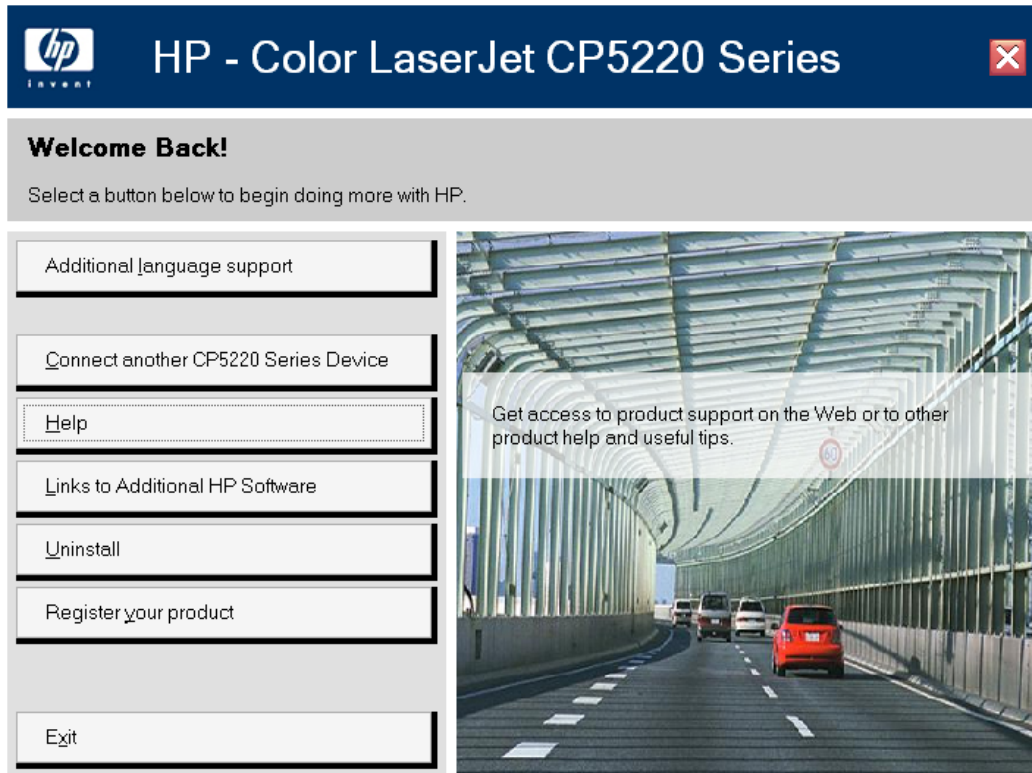 hp
invent
HP - Color LaserJet CP5220 Series
Welcome Back!
Select a button below to begin doing more with HP.
Additional language support
Connect another CP5220 Series Device
Help
Links to Additional HP Software
Uninstall
Register your product
Exit
Get access to product support on the Web or to other
product help and useful tips.
60